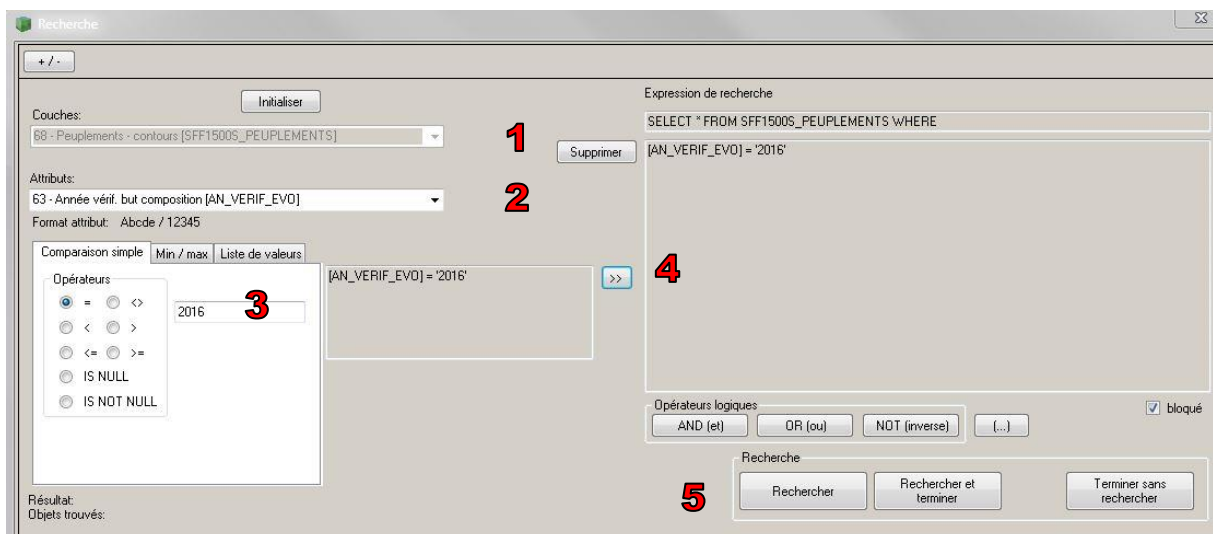 Recherche
+ / -
Initialiser
Couches:
68 - Peuplements - contours [SFF1500S_PEUPLEMENTS]
1
Attributs:
63 - Année vérif. but composition [AN_VERIF_EVO]
2
Format attribut: Abcde / 12345
Comparaison simple Min / max Liste de valeurs
Opérateurs
= <>
< >
<= >=
IS NULL
IS NOT NULL
2016
3
[AN_VERIF_EVO] = '2016'
>>
4
Résultat:
Objets trouvés:
Expression de recherche
SELECT * FROM SFF1500S_PEUPLEMENTS WHERE
Supprimer
[AN_VERIF_EVO] = '2016'
Opérateurs logiques
AND (et) OR (ou) NOT (inverse) (...)
bloqué
Recherche
5
Rechercher
Rechercher et
terminer
Terminer sans
rechercher